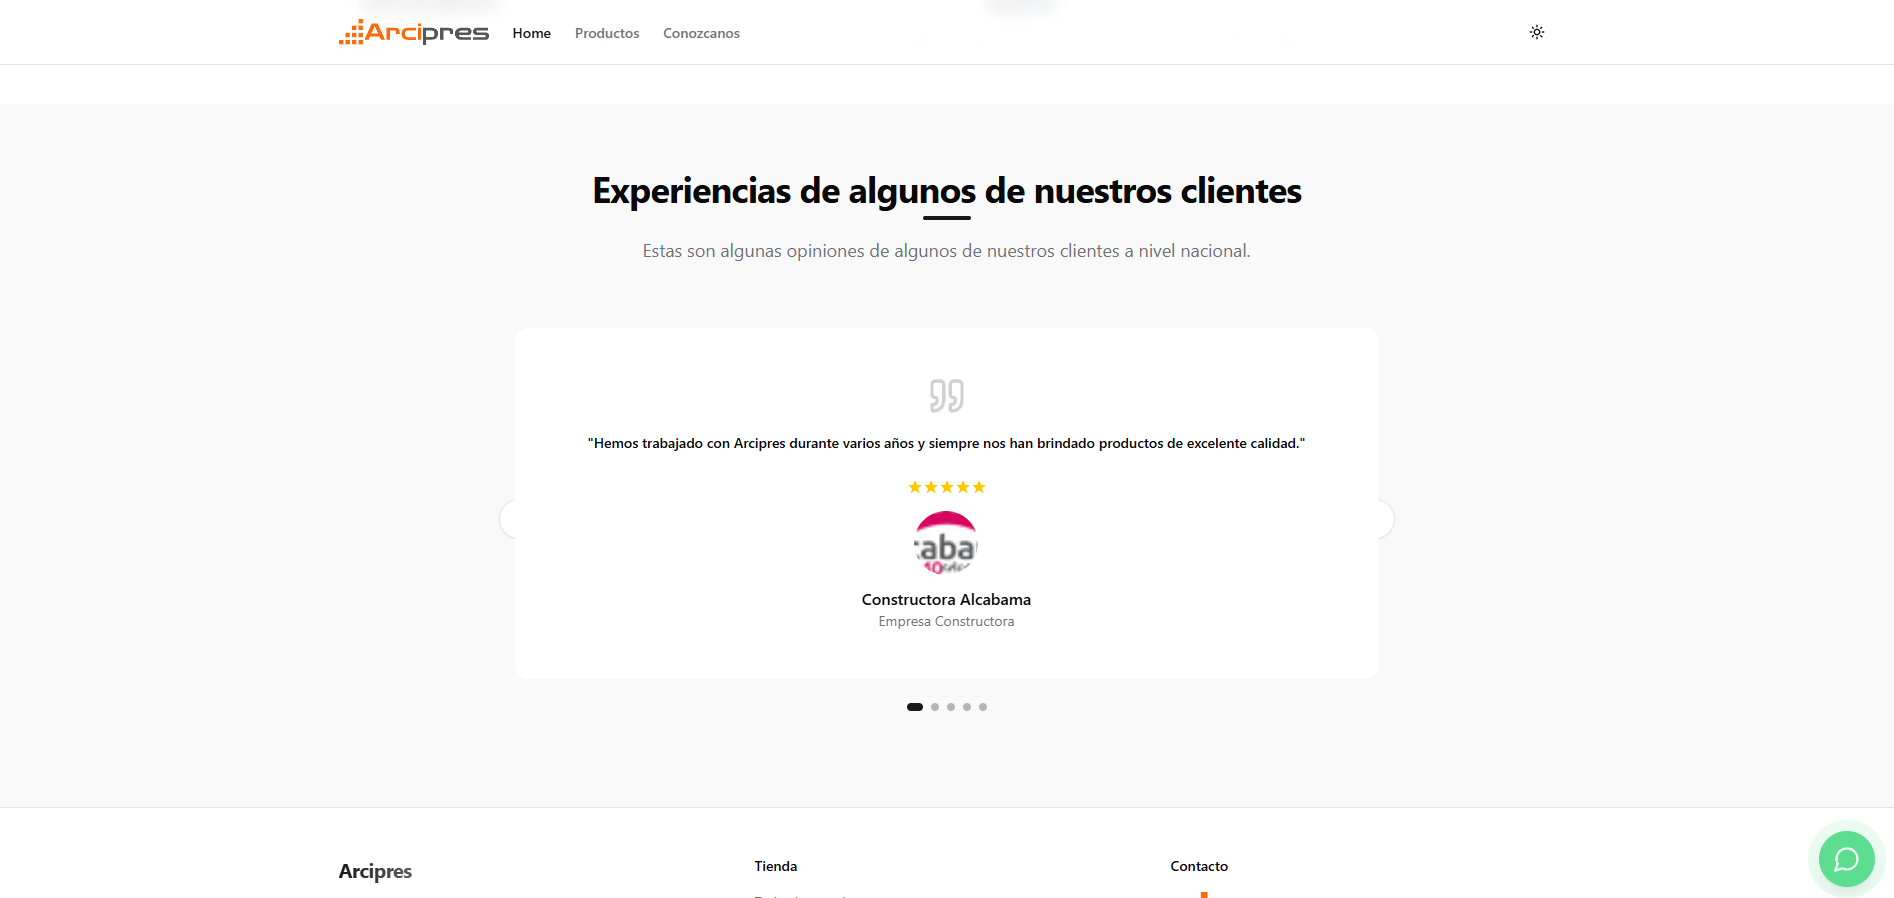 Arcipres Home Productos Conozcanos
Experiencias de algunos de nuestros clientes
Estas son algunas opiniones de algunos de nuestros clientes a nivel nacional.
"Hemos trabajado con Arcipres durante varios años y siempre nos han brindado productos de excelente calidad."
caba
Constructora Alcabama
Empresa Constructora
Arcipres
Tienda
Contacto